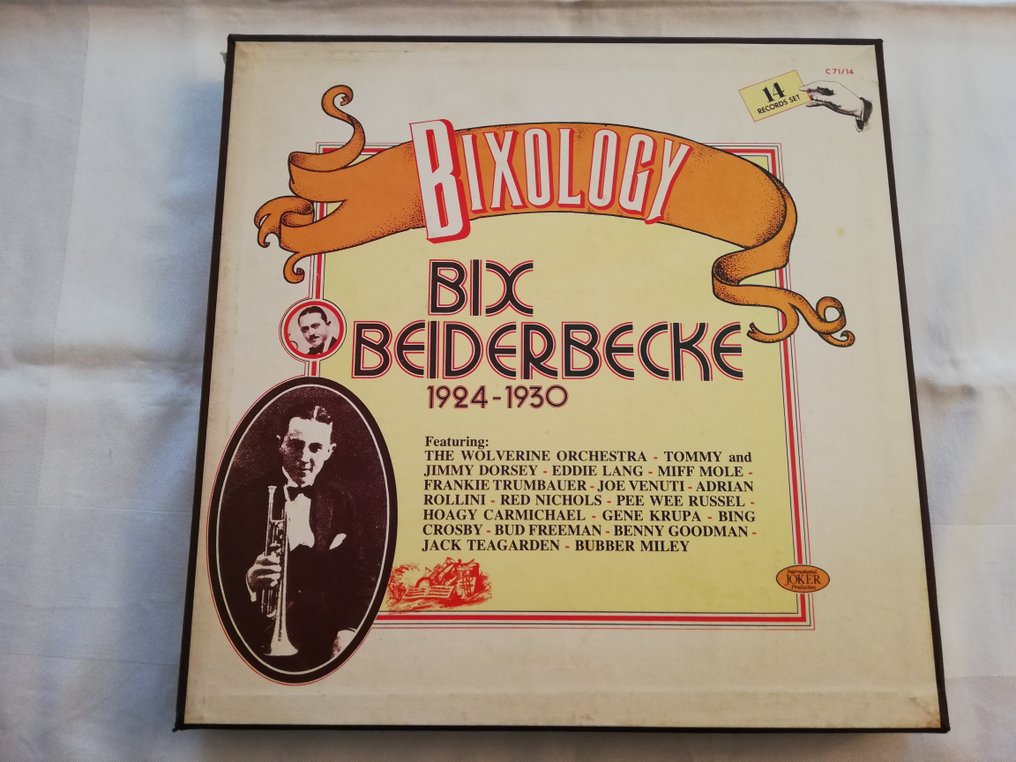 C 71/14
14
RECORDS SET
BIXOLOGY
BIX
BEIDERBECKE
1924-1930
Featuring:
THE WOLVERINE ORCHESTRA - TOMMY and
JIMMY DORSEY - EDDIE LANG - MIFF MOLE -
FRANKIE TRUMBAUER - JOE VENUTI - ADRIAN
ROLLINI - RED NICHOLS - PEE WEE RUSSEL -
HOAGY CARMICHAEL - GENE KRUPA - BING
CROSBY - BUD FREEMAN - BENNY GOODMAN -
JACK TEAGARDEN - BUBBER MILEY
International
JOKER
Production